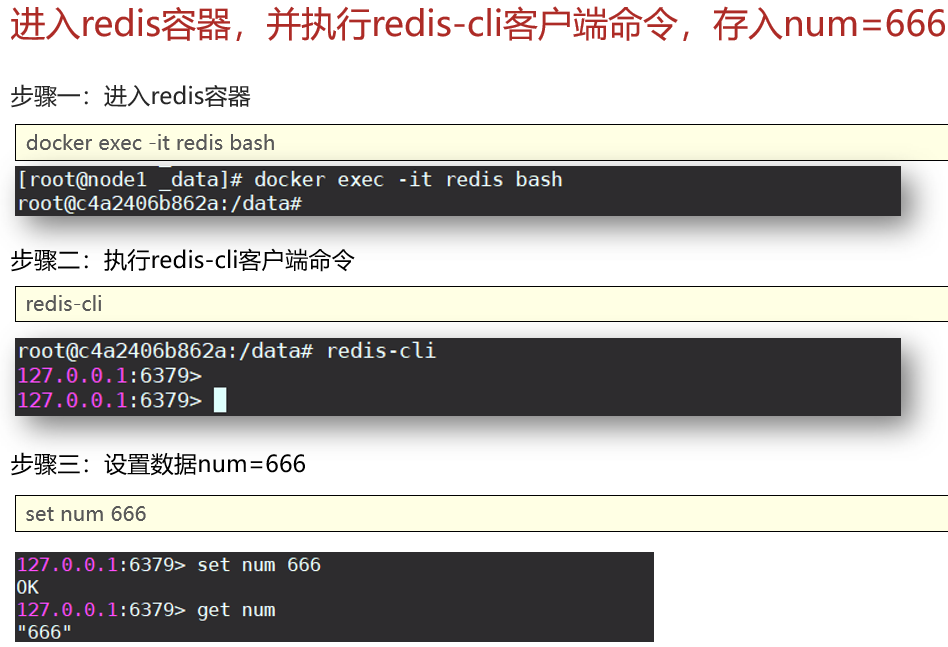 进入redis容器，并执行redis-cli客户端命令，存入num=666
步骤一：进入redis容器
docker exec -it redis bash
[root@node1 _data]# docker exec -it redis bash
root@c4a2406b862a:/data#
步骤二：执行redis-cli客户端命令
redis-cli
root@c4a2406b862a:/data# redis-cli
127.0.0.1:6379>
127.0.0.1:6379>
步骤三：设置数据num=666
set num 666
127.0.0.1:6379> set num 666
OK
127.0.0.1:6379> get num
"666"